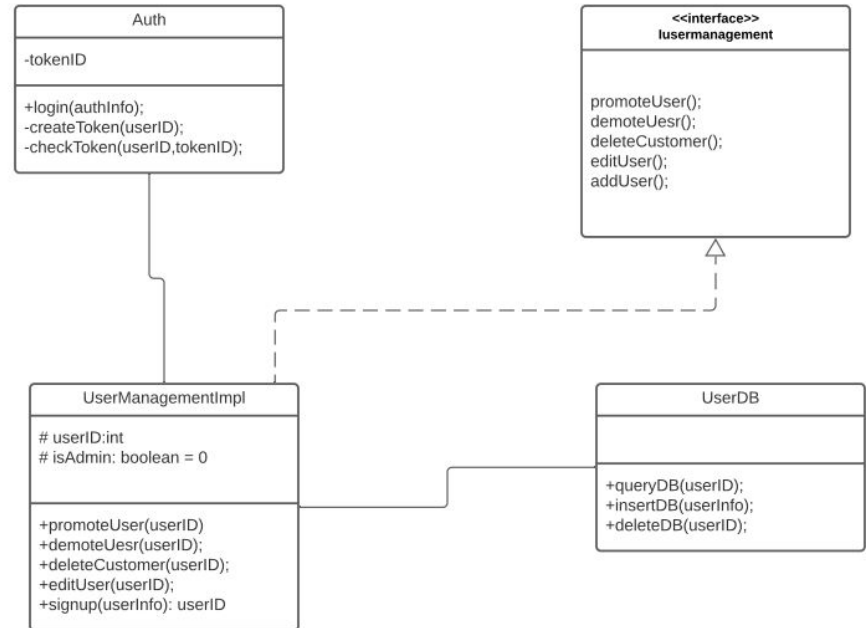 Auth
-tokenID
+login(authInfo);
-createToken(userID);
-checkToken(userID,tokenID);
<<interface>>
Iusermanagement
promoteUser();
demoteUesr();
deleteCustomer();
editUser();
addUser();
UserManagementImpl
# userID:int
# isAdmin: boolean = 0
+promoteUser(userID)
+demoteUesr(userID);
+deleteCustomer(userID);
+editUser(userID);
+signup(userInfo): userID
UserDB
+queryDB(userID);
+insertDB(userInfo);
+deleteDB(userID);